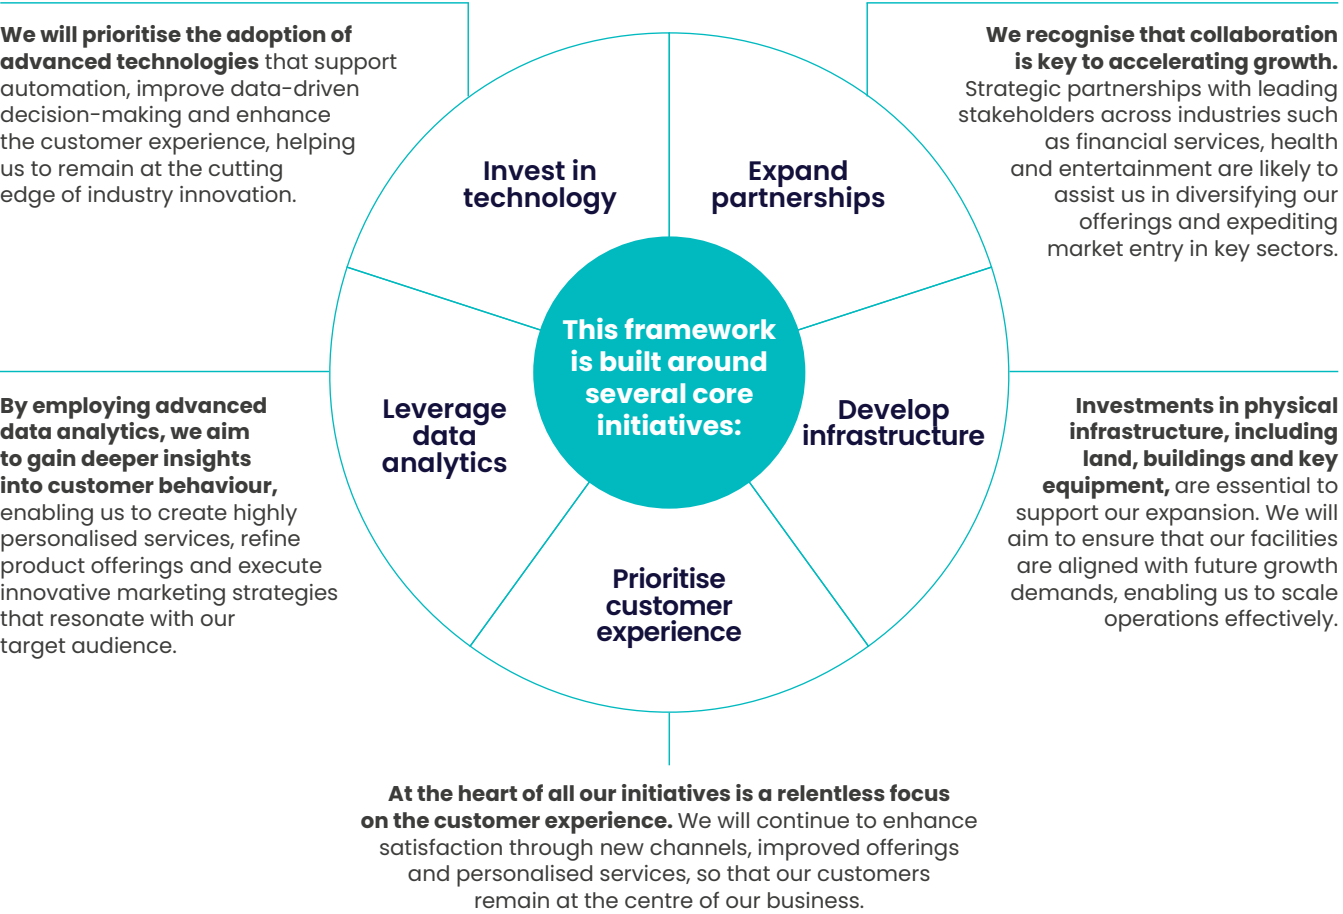 We will prioritise the adoption of
advanced technologies that support
automation, improve data-driven
decision-making and enhance
the customer experience, helping
us to remain at the cutting
edge of industry innovation.
We recognise that collaboration
is key to accelerating growth.
Strategic partnerships with leading
stakeholders across industries such
as financial services, health
and entertainment are likely to
assist us in diversifying our
offerings and expediting
market entry in key sectors.
Invest in
technology
Expand
partnerships
This framework
is built around
several core
initiatives:
Leverage
data
analytics
Develop
infrastructure
Prioritise
customer
experience
By employing advanced
data analytics, we aim
to gain deeper insights
into customer behaviour,
enabling us to create highly
personalised services, refine
product offerings and execute
innovative marketing strategies
that resonate with our
target audience.
Investments in physical
infrastructure, including
land, buildings and key
equipment, are essential to
support our expansion. We will
aim to ensure that our facilities
are aligned with future growth
demands, enabling us to scale
operations effectively.
At the heart of all our initiatives is a relentless focus
on the customer experience. We will continue to enhance
satisfaction through new channels, improved offerings
and personalised services, so that our customers
remain at the centre of our business.